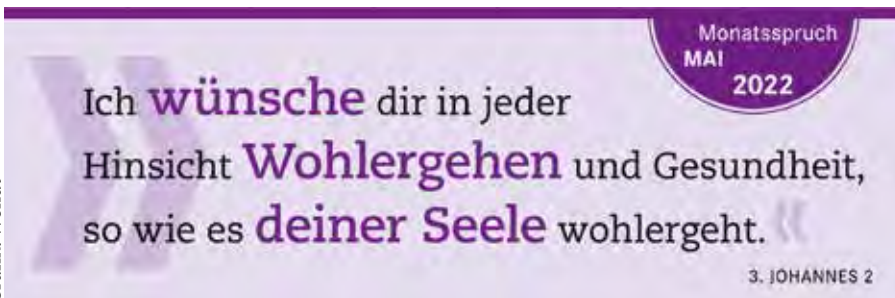 Monatsspruch
MAI
2022
Ich wünsche dir in jeder
Hinsicht Wohlergehen und Gesundheit,
so wie es deiner Seele wohlergeht. «
3. JOHANNES 2